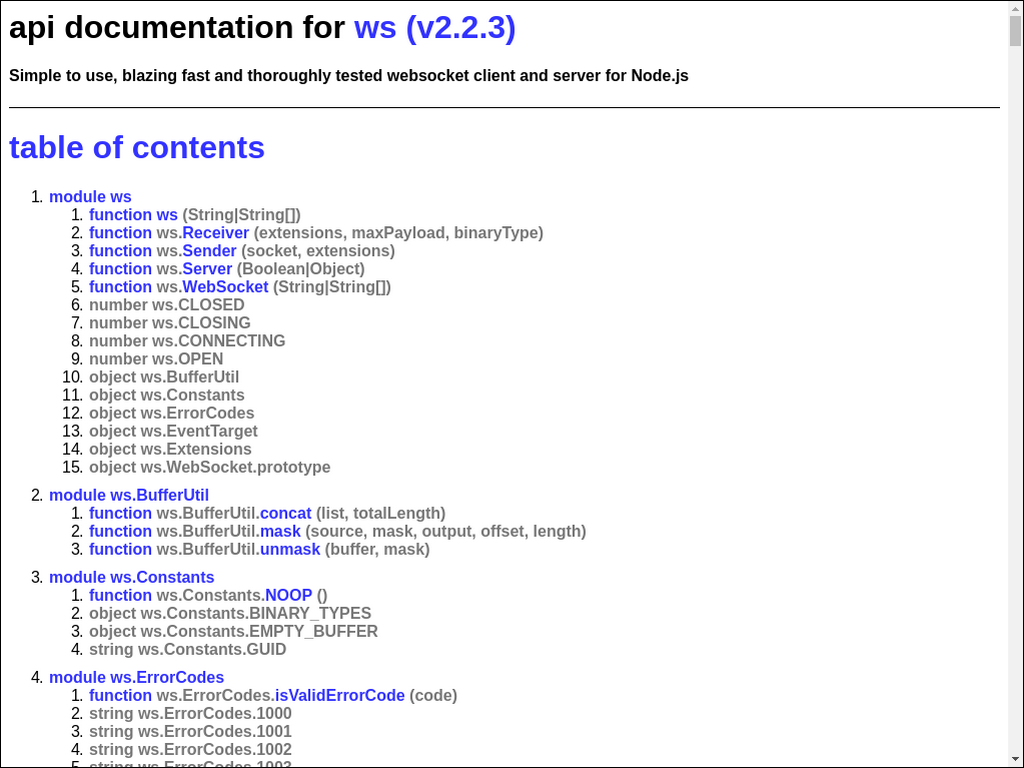 api documentation for ws (v2.2.3)
Simple to use, blazing fast and thoroughly tested websocket client and server for Node.js
table of contents
1. module ws
1. function ws (String|String[])
2. function ws.Receiver (extensions, maxPayload, binaryType)
3. function ws.Sender (socket, extensions)
4. function ws.Server (Boolean|Object)
5. function ws.WebSocket (String|String[])
6. number ws.CLOSED
7. number ws.CLOSING
8. number ws.CONNECTING
9. number ws.OPEN
10. object ws.BufferUtil
11. object ws.Constants
12. object ws.ErrorCodes
13. object ws.EventTarget
14. object ws.Extensions
15. object ws.WebSocket.prototype
2. module ws.BufferUtil
1. function ws.BufferUtil.concat (list, totalLength)
2. function ws.BufferUtil.mask (source, mask, output, offset, length)
3. function ws.BufferUtil.unmask (buffer, mask)
3. module ws.Constants
1. function ws.Constants.NOOP ()
2. object ws.Constants.BINARY_TYPES
3. object ws.Constants.EMPTY_BUFFER
4. string ws.Constants.GUID
4. module ws.ErrorCodes
1. function ws.ErrorCodes.isValidErrorCode (code)
2. string ws.ErrorCodes.1000
3. string ws.ErrorCodes.1001
4. string ws.ErrorCodes.1002
5. string ws.ErrorCodes.1003